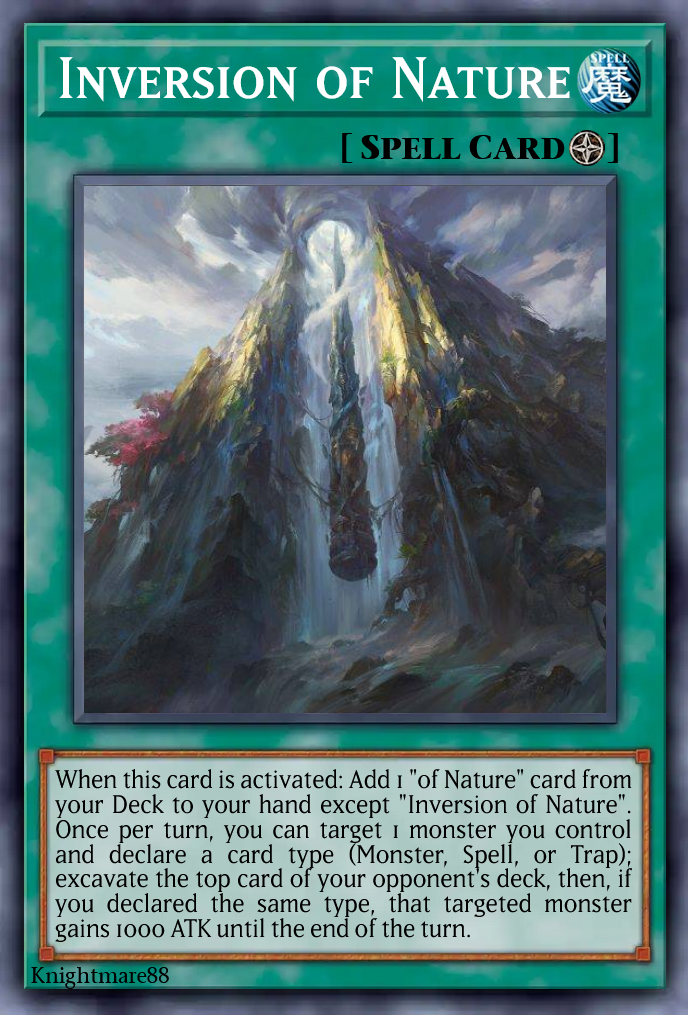 Inversion of Nature
SPELL
魔
[ Spell Card ]
When this card is activated: Add 1 "of Nature" card from
your Deck to your hand except "Inversion of Nature".
Once per turn, you can target 1 monster you control
and declare a card type (Monster, Spell, or Trap);
excavate the top card of your opponent's deck, then, if
you declared the same type, that targeted monster
gains 1000 ATK until the end of the turn.
Knightmare88